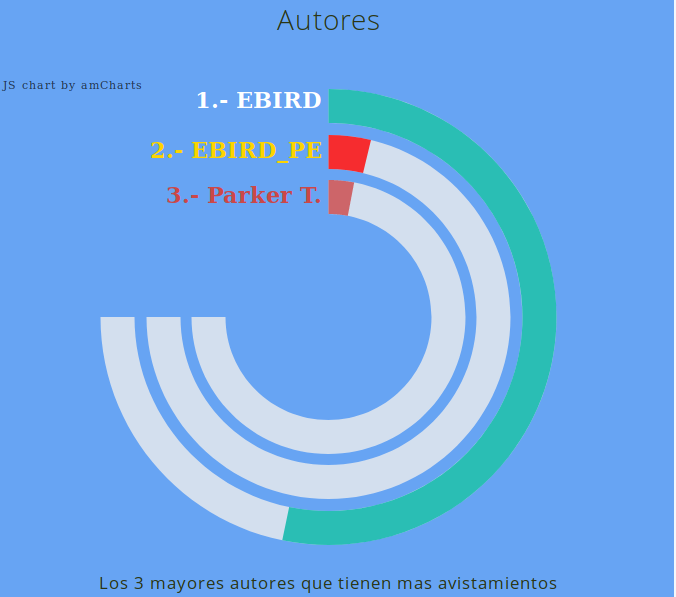 Autores
JS chart by amCharts
1.- EBIRD
2.- EBIRD_PE
3.- Parker T.
Los 3 mayores autores que tienen mas avistamientos